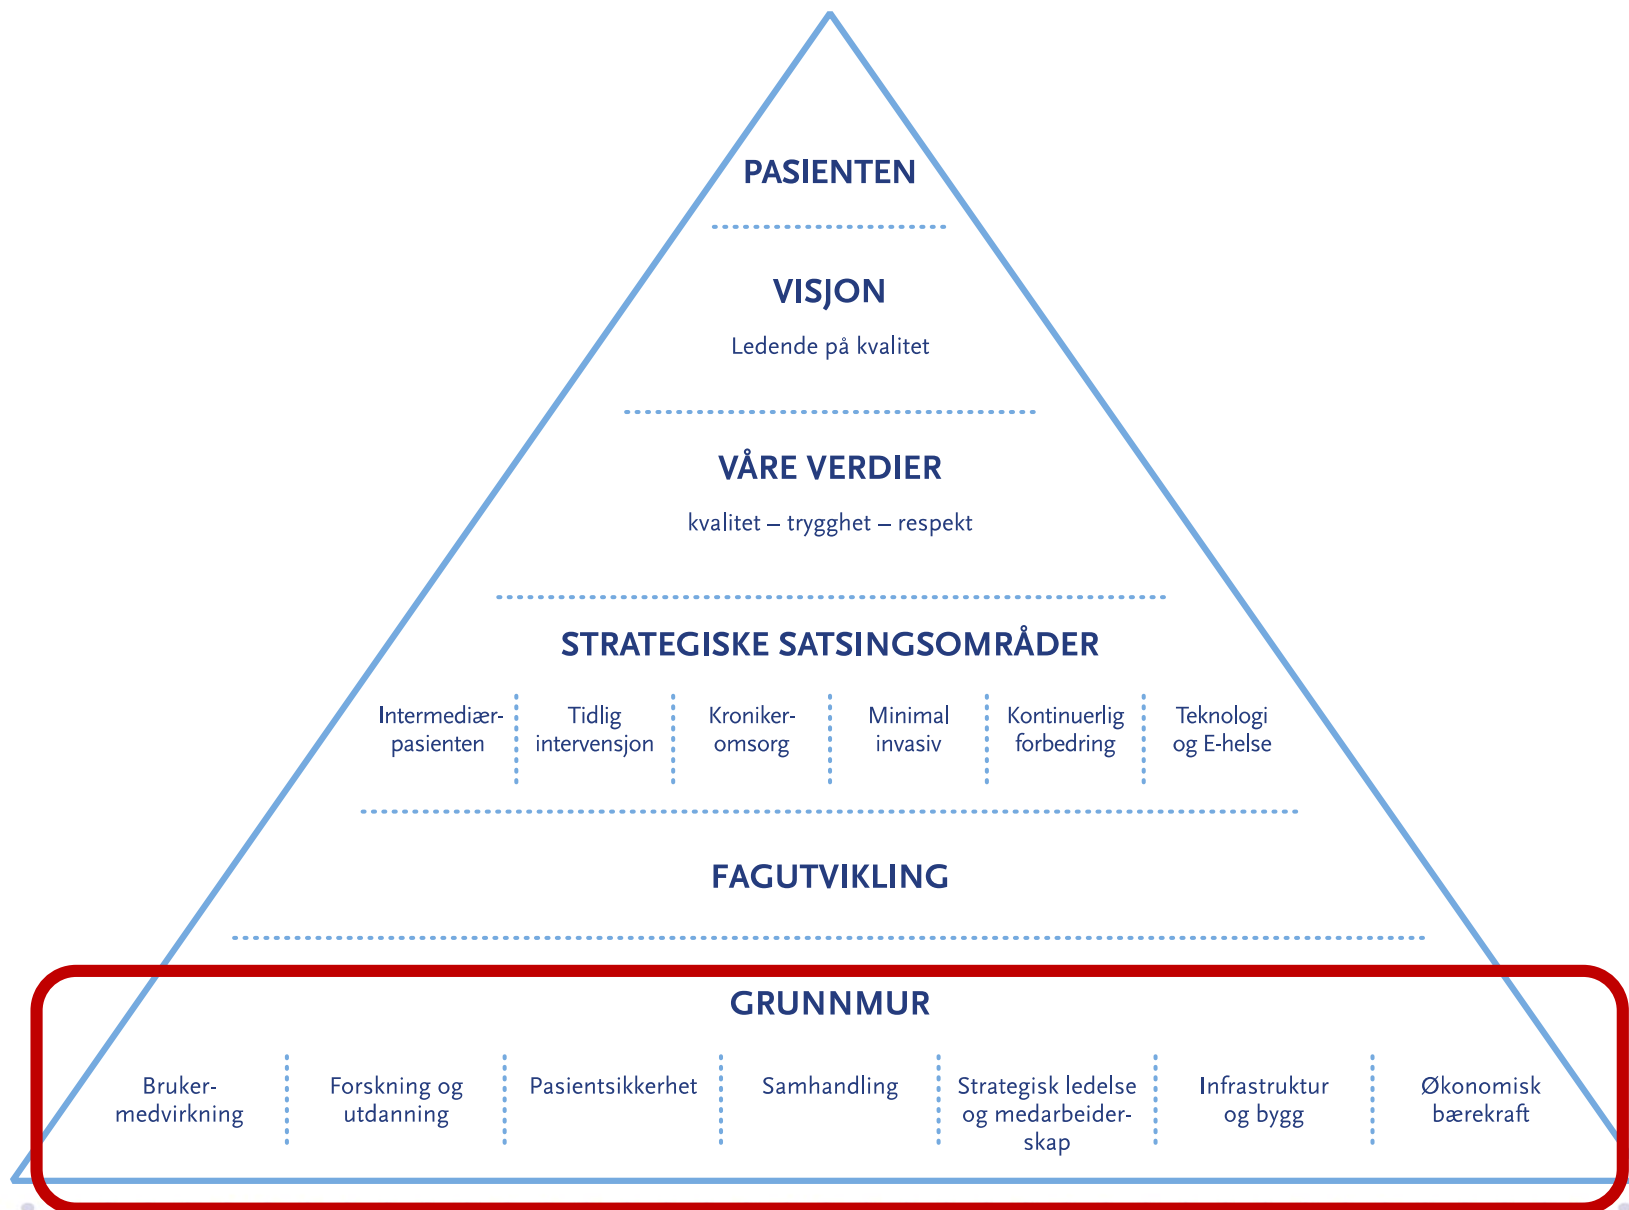 PASIENTEN
VISJON
Ledende på kvalitet
VÅRE VERDIER
kvalitet – trygghet – respekt
STRATEGISKE SATSINGSOMRÅDER
Intermediær-
pasienten
Tidlig
intervensjon
Kroniker-
omsorg
Minimal
invasiv
Kontinuerlig
forbedring
Teknologi
og E-helse
FAGUTVIKLING
GRUNNMUR
Bruker-
medvirkning
Forskning og
utdanning
Pasientsikkerhet
Samhandling
Strategisk ledelse
og medarbeider-
skap
Infrastruktur
og bygg
Økonomisk
bærekraft